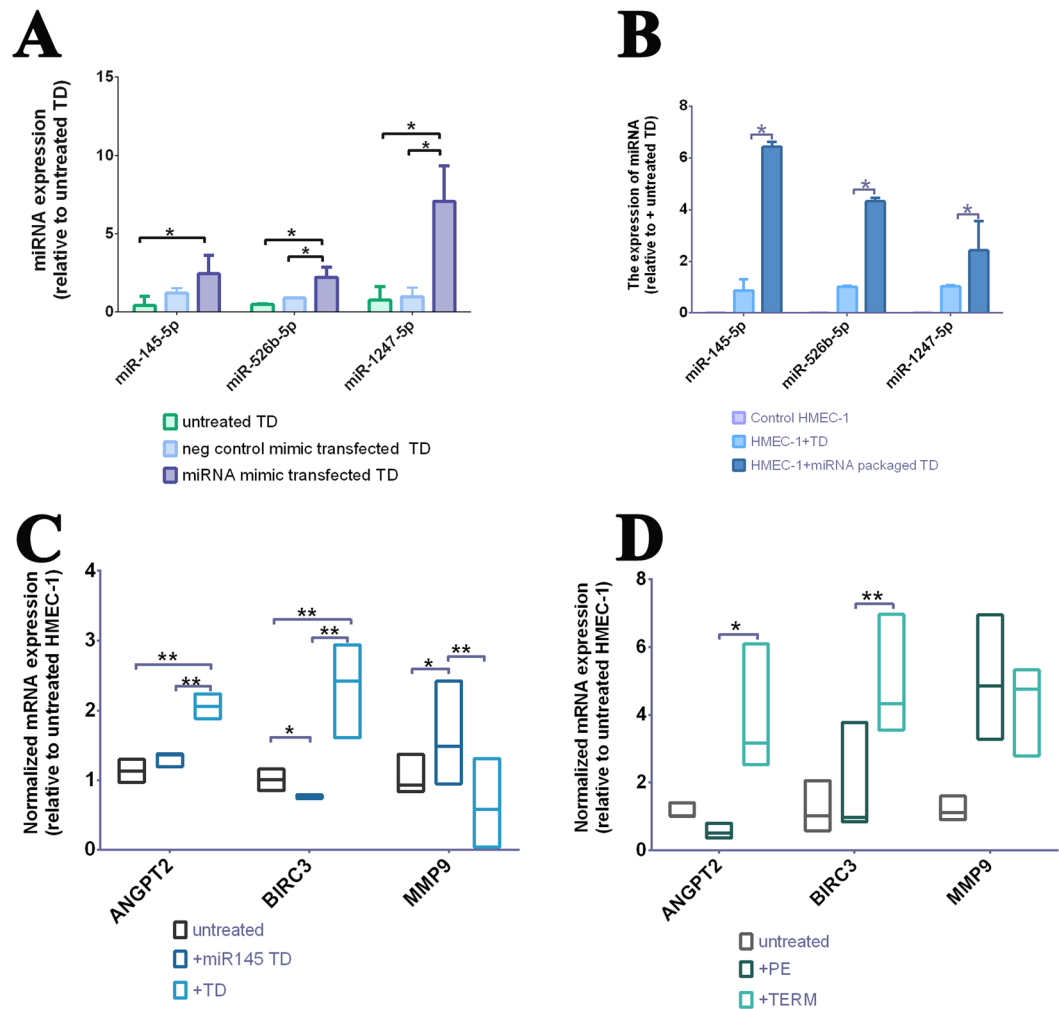 A
miRNA expression
(relative to untreated TD)
15
10
5
0
*
*
*
*
*
miR-145-5p
miR-526b-5p
miR-1247-5p
untreated TD
neg control mimic transfected TD
miRNA mimic transfected TD
B
The expression of miRNA
(relative to + untreated TD)
8
6
4
2
0
*
*
*
miR-145-5p
miR-526b-5p
miR-1247-5p
Control HMEC-1
HMEC-1+TD
HMEC-1+miRNA packaged TD
C
Normalized mRNA expression
(relative to untreated HMEC-1)
4
3
2
1
0
**
**
**
**
*
*
**
ANGPT2
BIRC3
MMP9
untreated
+miR145 TD
+TD
D
Normalized mRNA expression
(relative to untreated HMEC-1)
8
6
4
2
0
*
**
ANGPT2
BIRC3
MMP9
untreated
+PE
+TERM